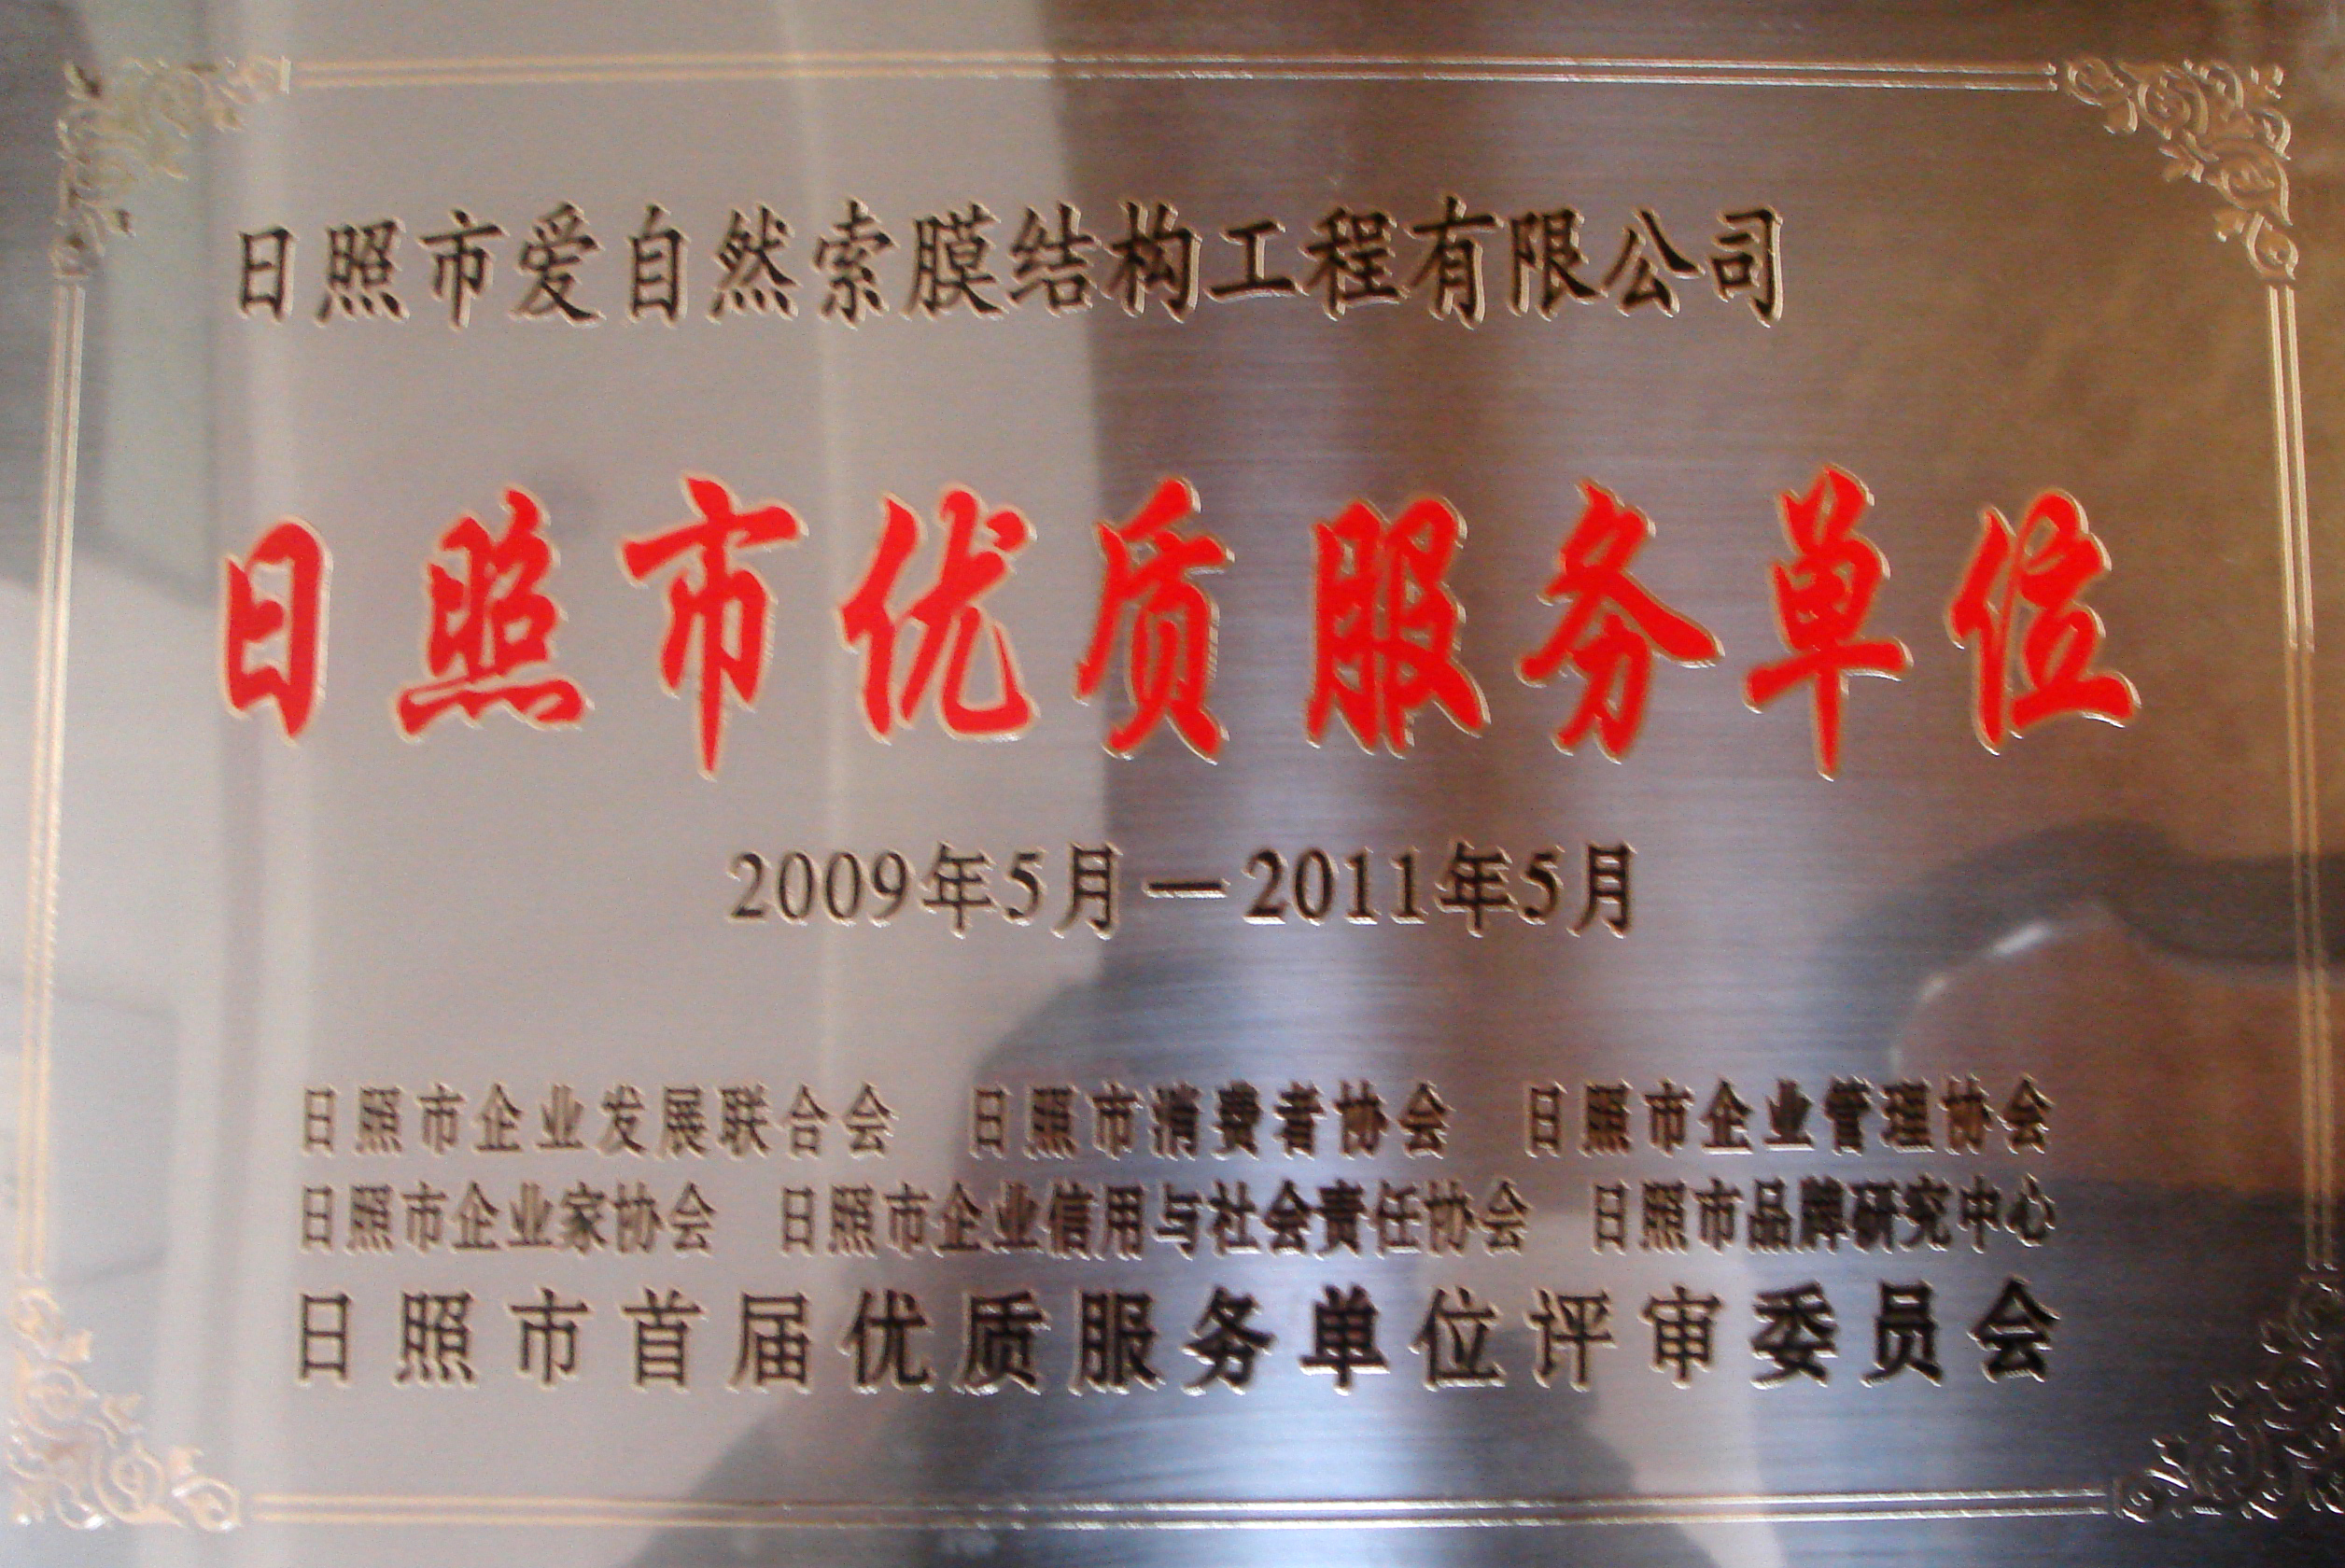 日照市爱自然索膜结构工程有限公司
日照市优质服务单位
2009年5月—2011年5月
日照市企业发展联合会 日照市消费者协会 日照市企业管理协会
日照市企业家协会 日照市企业信用与社会责任协会 日照市品牌研究中心
日照市首届优质服务单位评审委员会